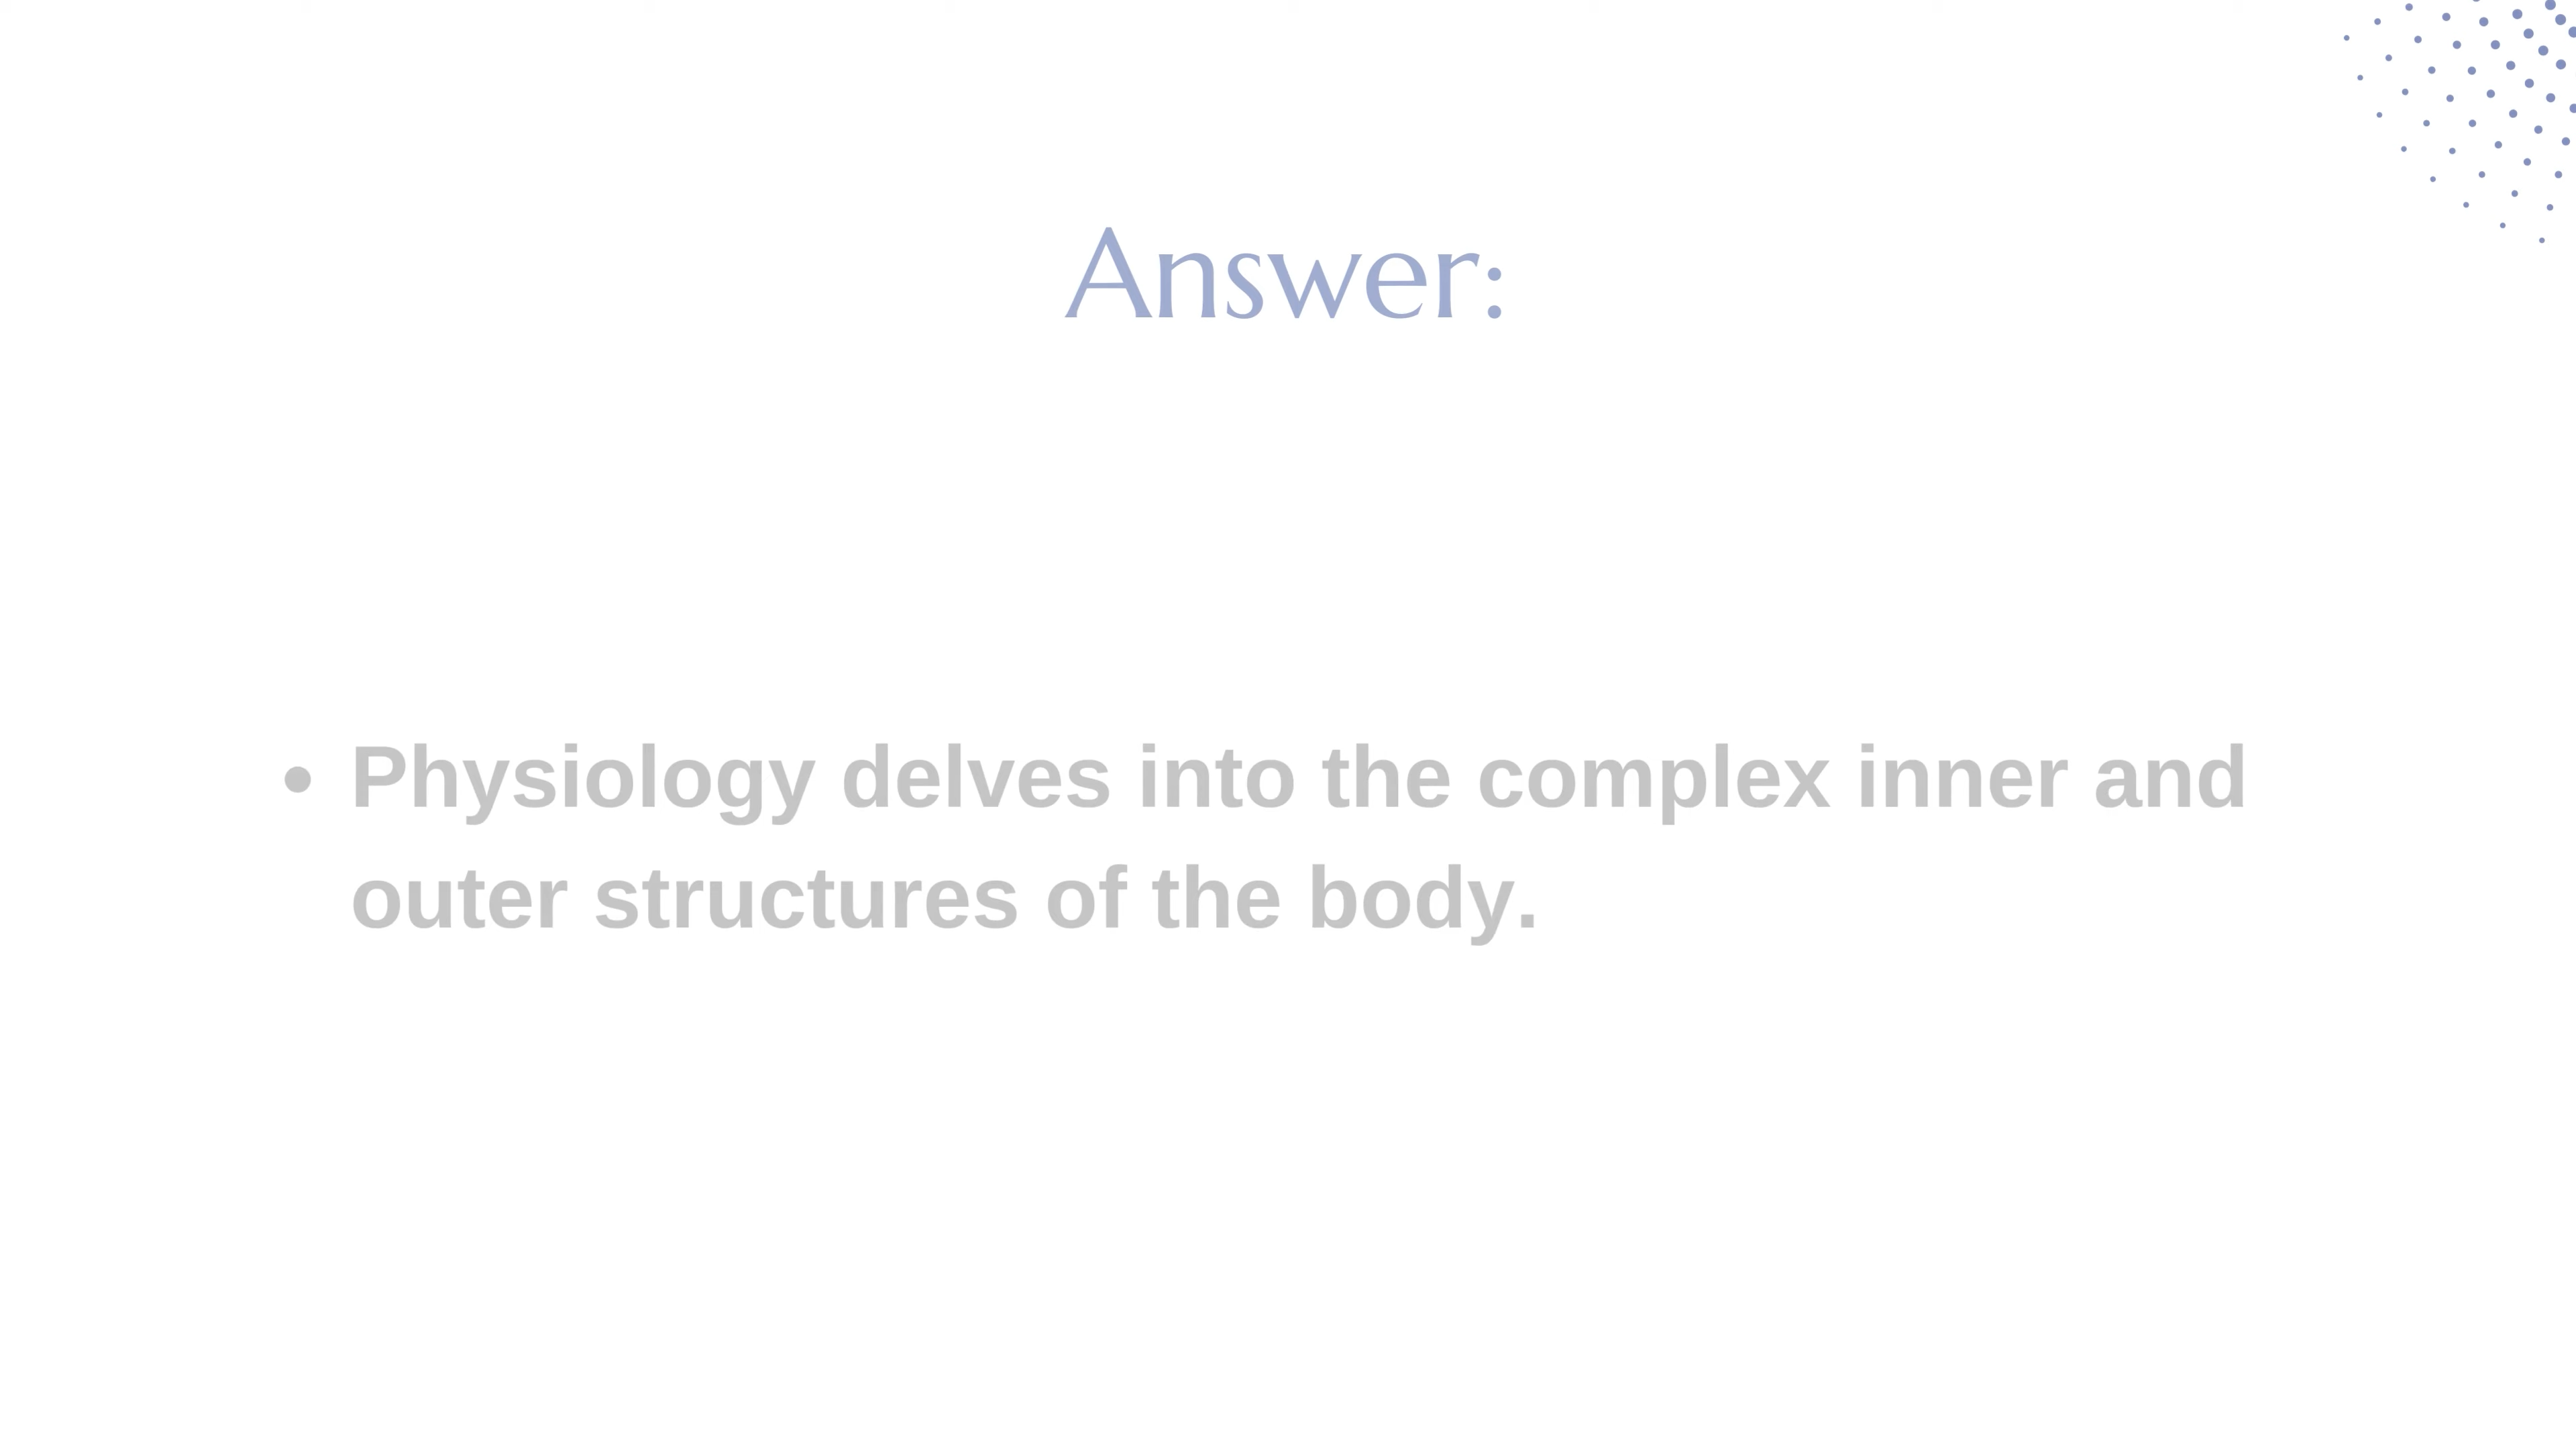 Answer:
• Physiology delves into the complex inner and
outer structures of the body.